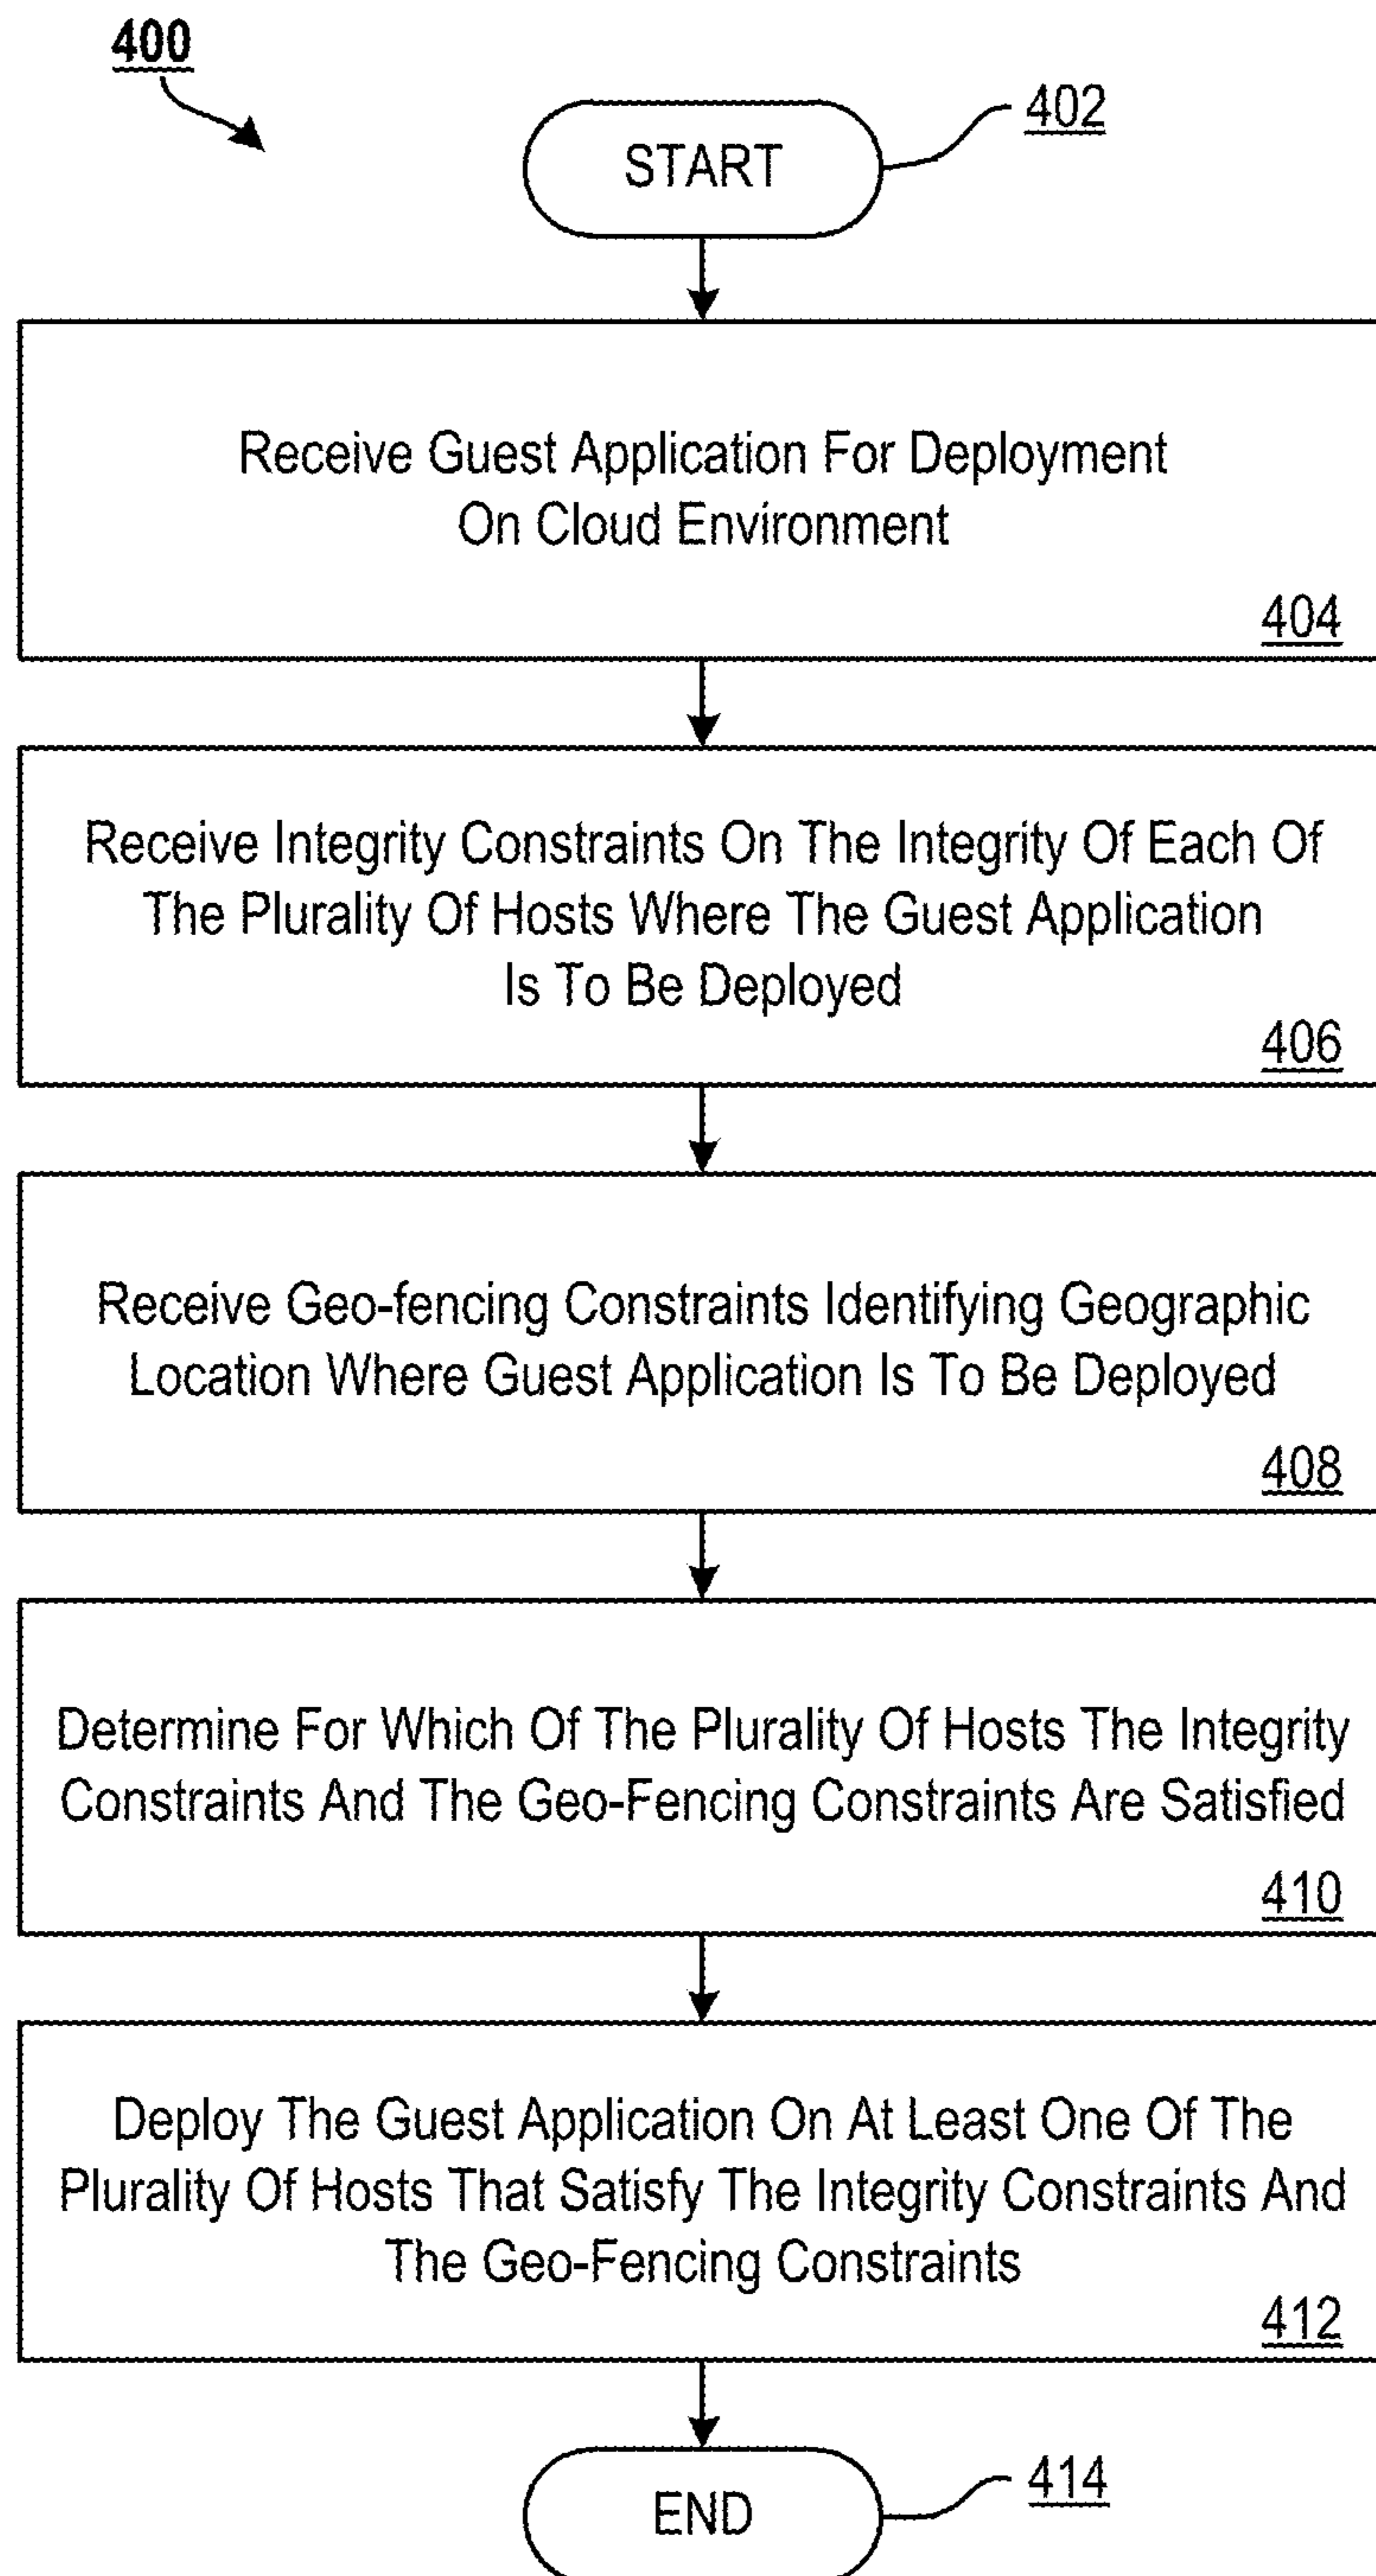 400
402
START
Receive Guest Application For Deployment
On Cloud Environment
404
Receive Integrity Constraints On The Integrity Of Each Of
The Plurality Of Hosts Where The Guest Application
Is To Be Deployed
406
Receive Geo-fencing Constraints Identifying Geographic
Location Where Guest Application Is To Be Deployed
408
Determine For Which Of The Plurality Of Hosts The Integrity
Constraints And The Geo-Fencing Constraints Are Satisfied
410
Deploy The Guest Application On At Least One Of The
Plurality Of Hosts That Satisfy The Integrity Constraints And
The Geo-Fencing Constraints
412
414
END